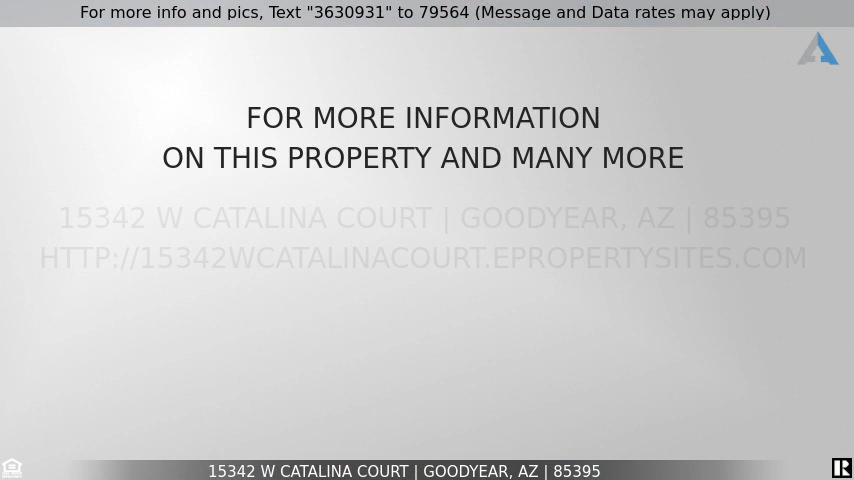 For more info and pics, Text "3630931" to 79564 (Message and Data rates may apply)
FOR MORE INFORMATION
ON THIS PROPERTY AND MANY MORE
15342 W CATALINA COURT | GOODYEAR, AZ | 85395
HTTP://15342WCATALINACOURT.EPROPERTYSITES.COM
15342 W CATALINA COURT | GOODYEAR, AZ | 85395